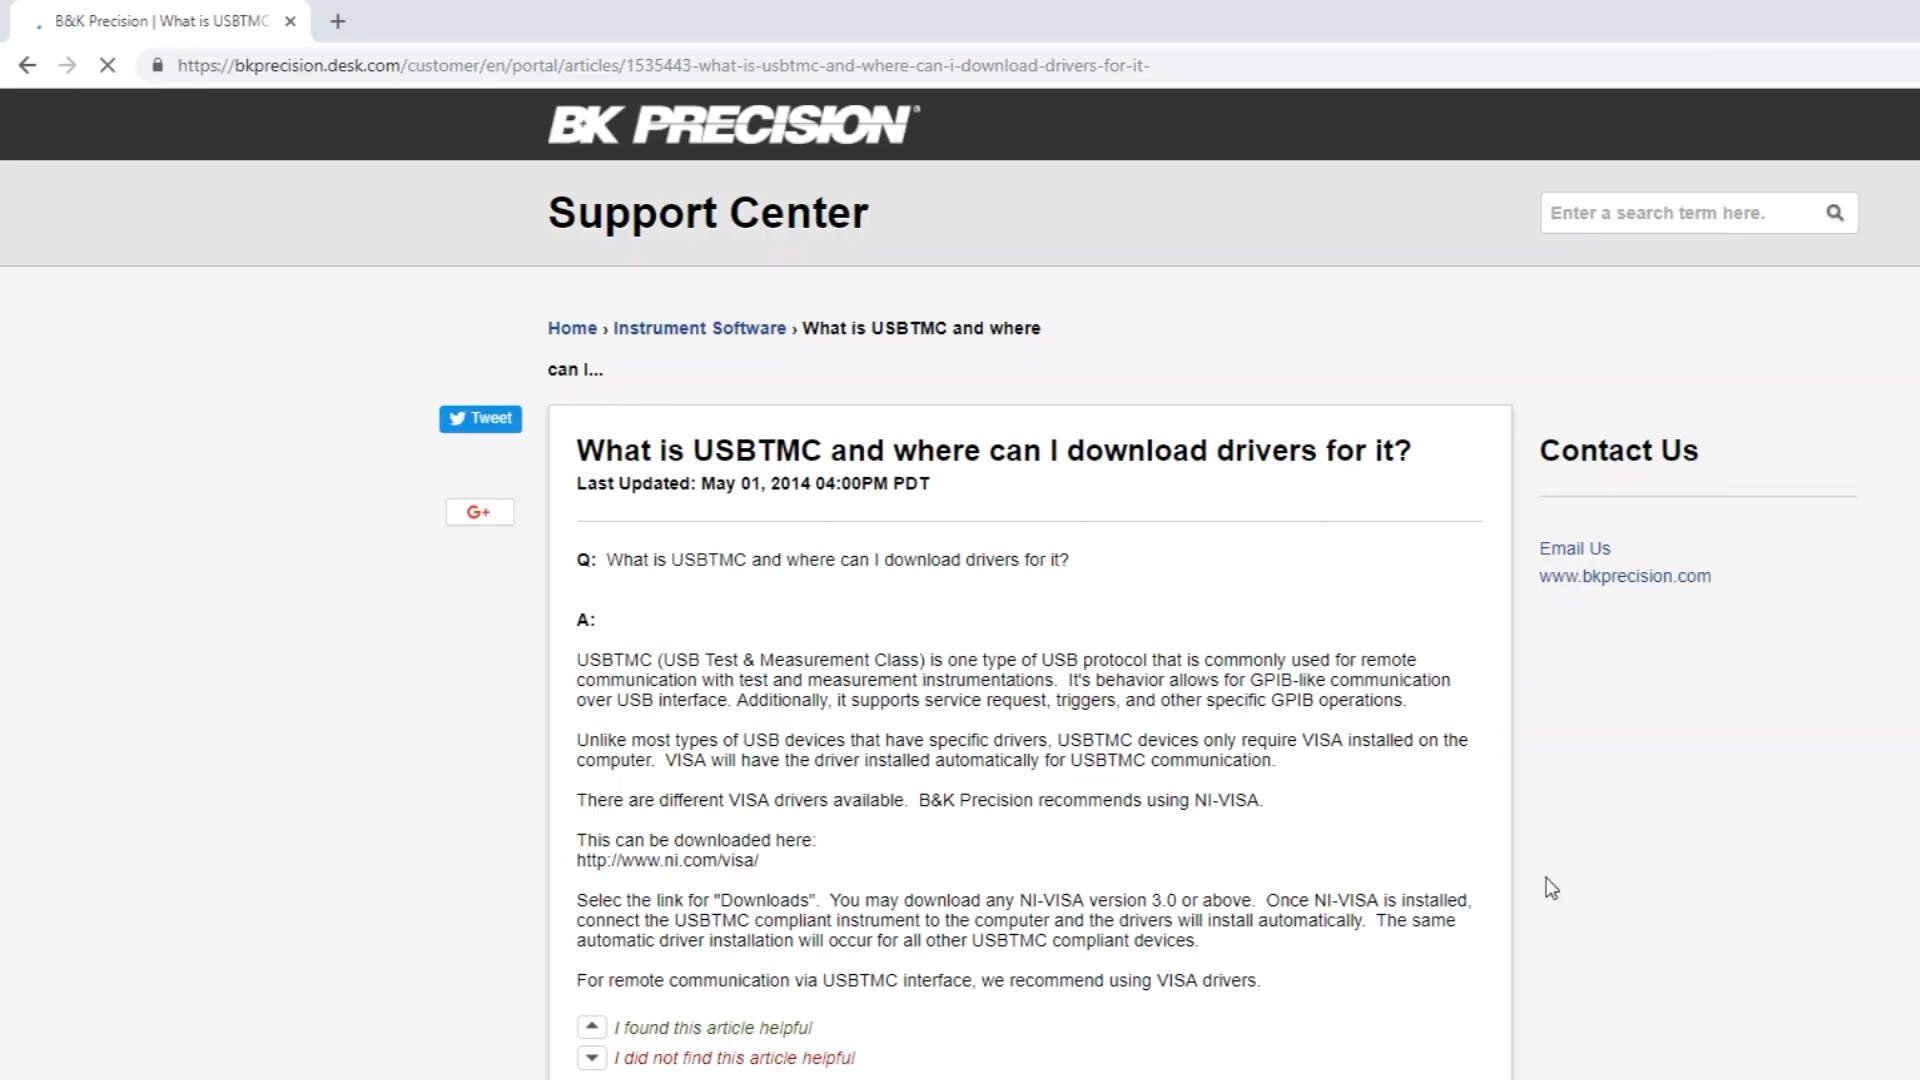 B&K Precision | What is USBTMC
https://bkprecision.desk.com/customer/en/portal/articles/1535443-what-is-usbtmc-and-where-can-i-download-drivers-for-it-
BK PRECISION®
Support Center
Enter a search term here.
Home › Instrument Software › What is USBTMC and where
can I...
Tweet
G+
What is USBTMC and where can I download drivers for it?
Last Updated: May 01, 2014 04:00PM PDT
Q: What is USBTMC and where can I download drivers for it?
A:
USBTMC (USB Test & Measurement Class) is one type of USB protocol that is commonly used for remote
communication with test and measurement instrumentations. It's behavior allows for GPIB-like communication
over USB interface. Additionally, it supports service request, triggers, and other specific GPIB operations.
Unlike most types of USB devices that have specific drivers, USBTMC devices only require VISA installed on the
computer. VISA will have the driver installed automatically for USBTMC communication.
There are different VISA drivers available. B&K Precision recommends using NI-VISA.
This can be downloaded here:
http://www.ni.com/visa/
Selec the link for "Downloads". You may download any NI-VISA version 3.0 or above. Once NI-VISA is installed,
connect the USBTMC compliant instrument to the computer and the drivers will install automatically. The same
automatic driver installation will occur for all other USBTMC compliant devices.
For remote communication via USBTMC interface, we recommend using VISA drivers.
I found this article helpful
I did not find this article helpful
Contact Us
Email Us
www.bkprecision.com